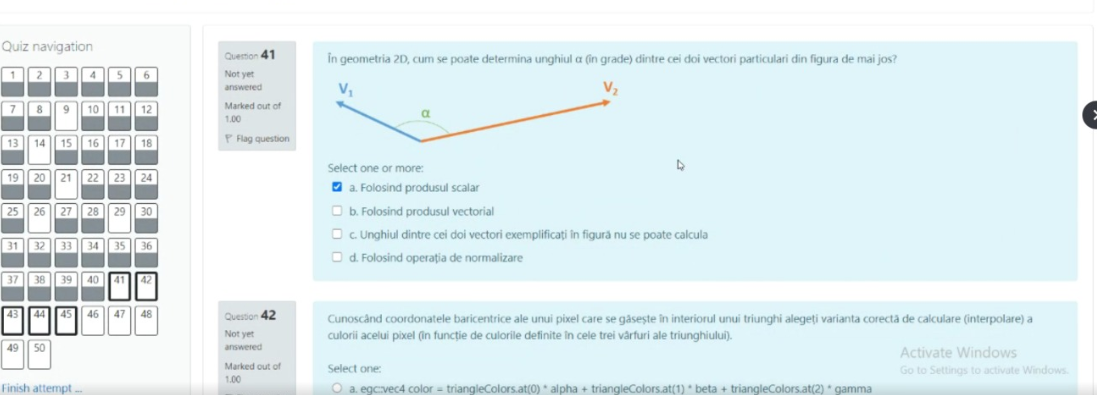 Quiz navigation
1 2 3 4 5 6
7 8 9 10 11 12
13 14 15 16 17 18
19 20 21 22 23 24
25 26 27 28 29 30
31 32 33 34 35 36
37 38 39 40 41 42
43 44 45 46 47 48
49 50
Finish attempt ...
Question 41
Not yet
answered
Marked out of
1.00
Flag question
În geometria 2D, cum se poate determina unghiul α (în grade) dintre cei doi vectori particulari din figura de mai jos?
V₁
V₂
α
Select one or more:
a. Folosind produsul scalar
b. Folosind produsul vectorial
c. Unghiul dintre cei doi vectori exemplificați în figură nu se poate calcula
d. Folosind operația de normalizare
Question 42
Not yet
answered
Marked out of
1.00
Cunoscând coordonatele baricentrice ale unui pixel care se găsește în interiorul unui triunghi alegeți varianta corectă de calculare (interpolare) a
culorii acelui pixel (în funcție de culorile definite în cele trei vârfuri ale triunghiului).
Select one:
a. egc::vec4 color = triangleColors.at(0) * alpha + triangleColors.at(1) * beta + triangleColors.at(2) * gamma
Activate Windows
Go to Settings to activate Windows.